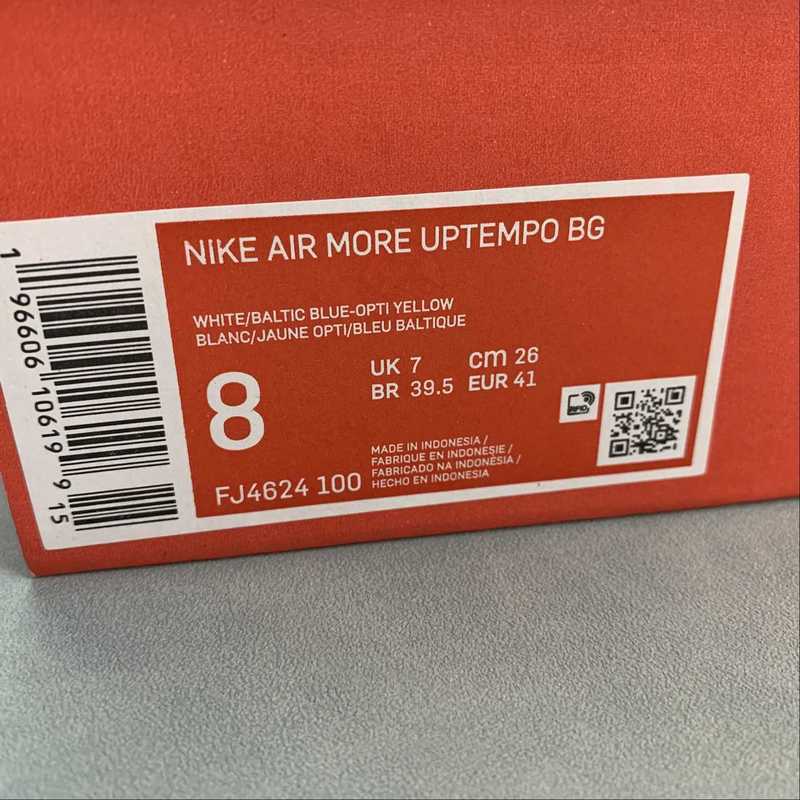 NIKE AIR MORE UPTEMPO BG
WHITE/BALTIC BLUE-OPTI YELLOW
BLANC/JAUNE OPTI/BLEU BALTIQUE
8
UK 7 cm 26
BR 39.5 EUR 41
FJ4624 100
MADE IN INDONESIA /
FABRIQUE EN INDONESIE /
FABRICADO NA INDONÉSIA /
HECHO EN INDONESIA
RFID
1 96606 10619 9 15